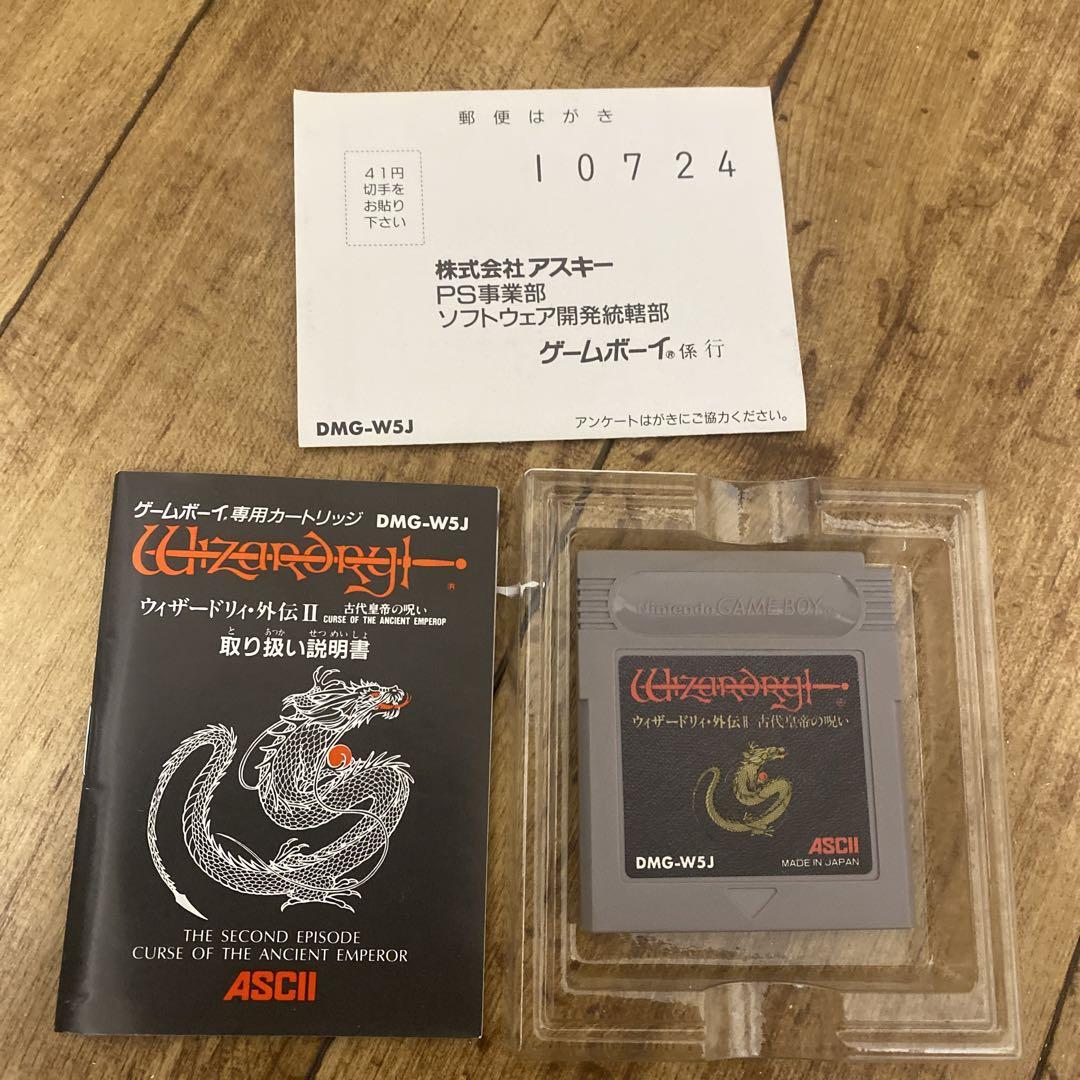 郵便はがき
41円
切手を
お貼り
下さい
10724
株式会社アスキー
PS事業部
ソフトウェア開発統轄部
ゲームボーイ®係行
DMG-W5J
アンケートはがきにご協力ください。
ゲームボーイ®専用カートリッジ DMG-W5J
Wizardry®
ウィザードリィ・外伝II 古代皇帝の呪い
CURSE OF THE ANCIENT EMPEROP
と あつか せつめいしょ
取り扱い説明書
THE SECOND EPISODE
CURSE OF THE ANCIENT EMPEROR
ASCII
Nintendo GAME BOY
Wizardry®
ウィザードリィ・外伝II 古代皇帝の呪い
ASCII
DMG-W5J MADE IN JAPAN